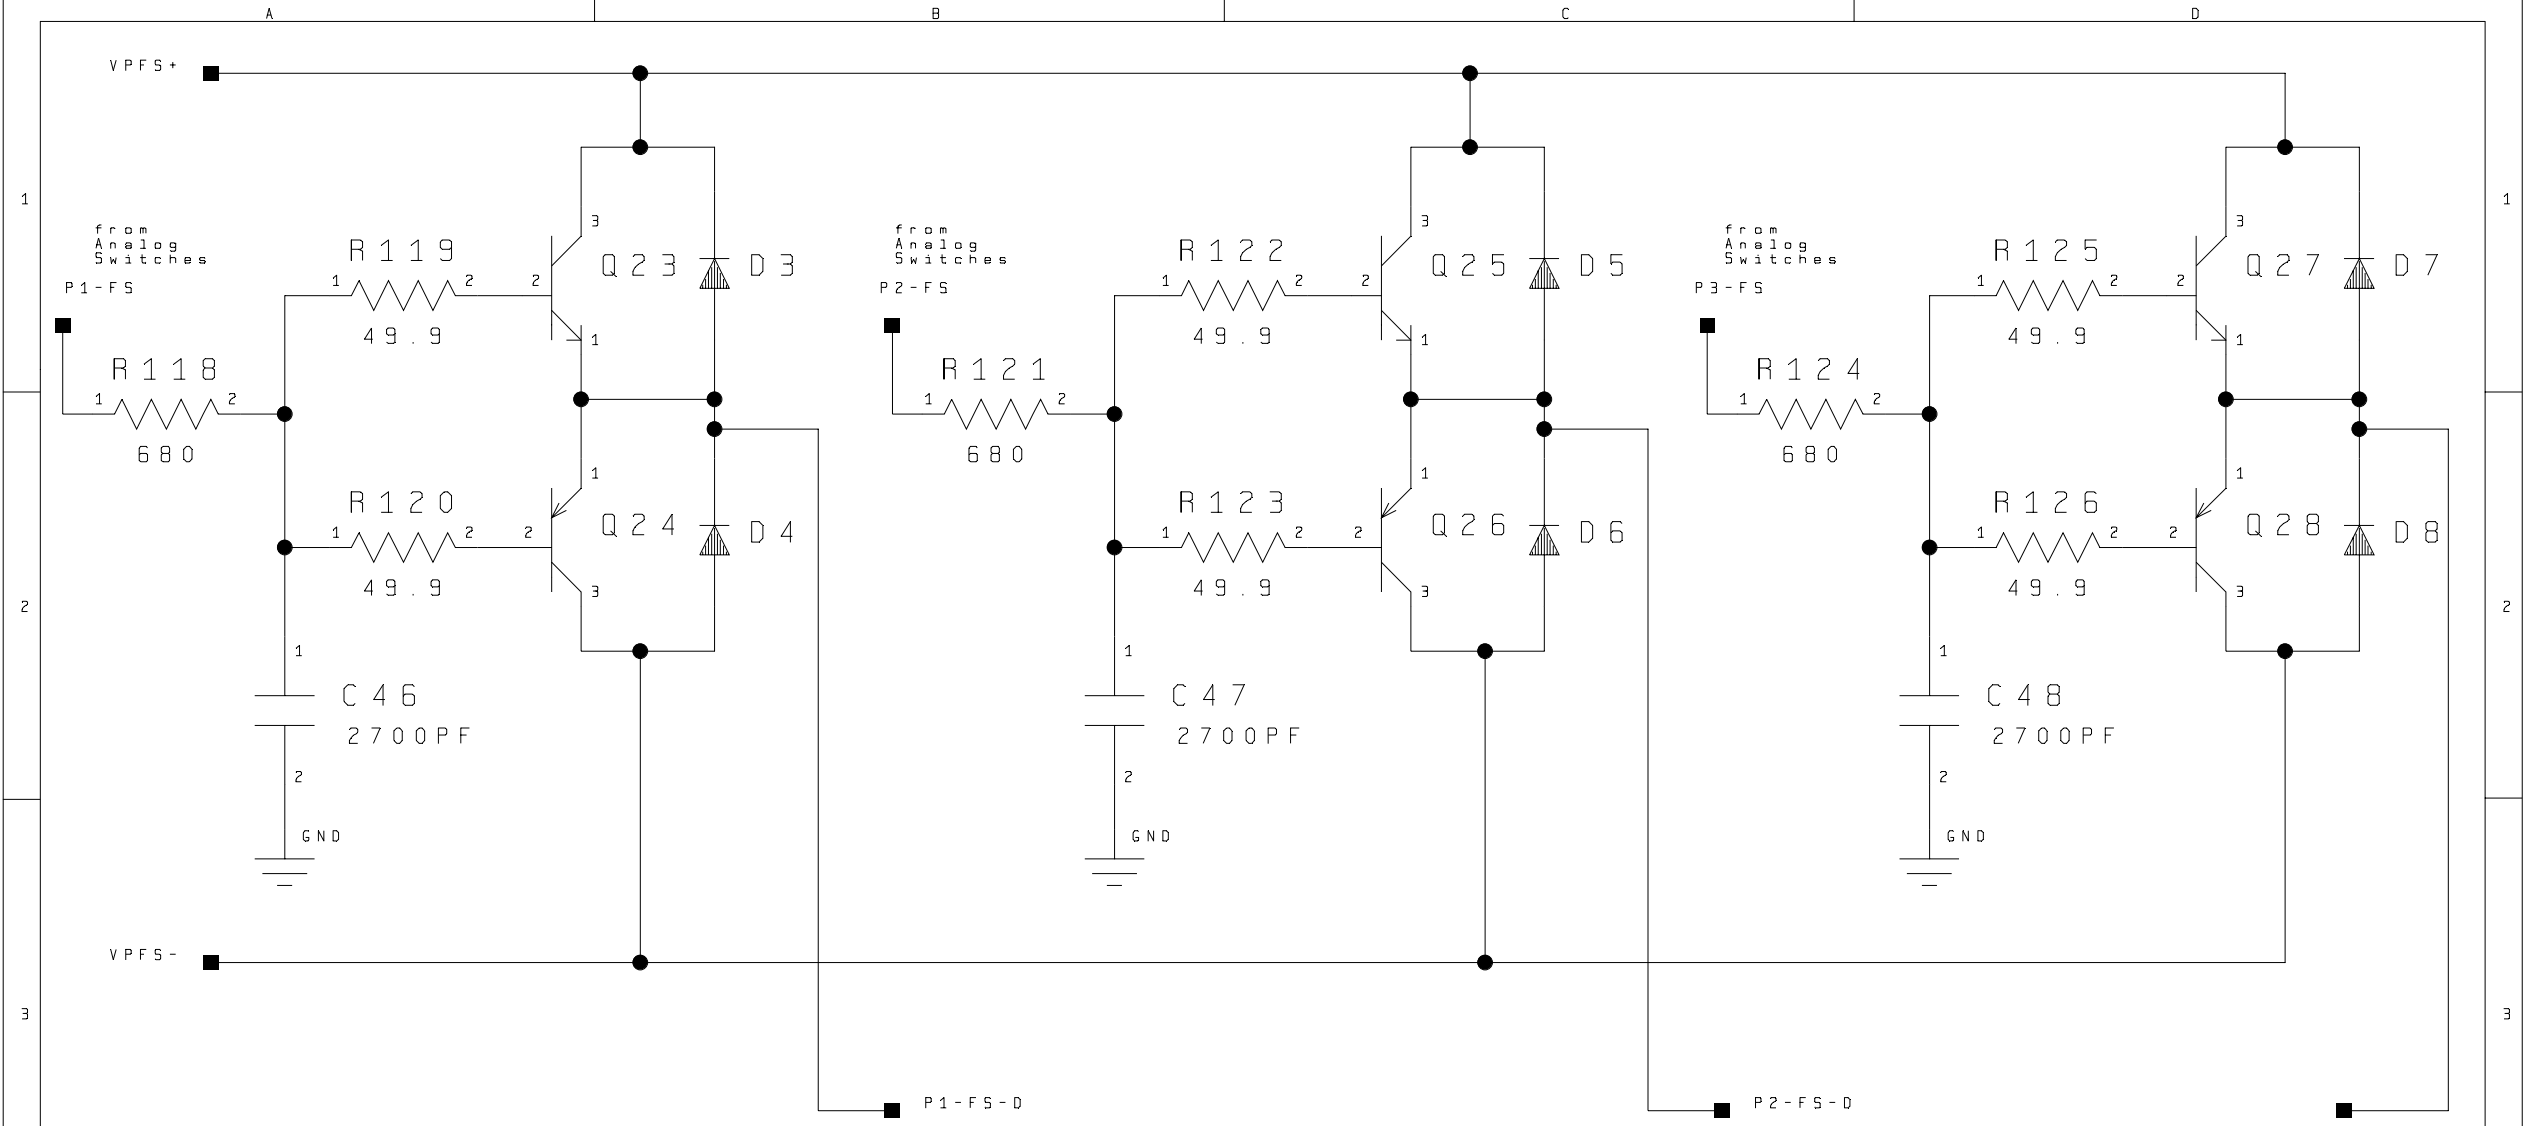 A B C D
VPFS+
1 1
from
Analog
Switches
P1-FS
R118
1 2
680
R119
1 2
49.9
R120
1 2
49.9
3
2 Q23
1
D3
1
2 Q24
3
D4
1
C46
2700PF
2
GND
from
Analog
Switches
P2-FS
R121
1 2
680
R122
1 2
49.9
R123
1 2
49.9
3
2 Q25
1
D5
1
2 Q26
3
D6
1
C47
2700PF
2
GND
from
Analog
Switches
P3-FS
R124
1 2
680
R125
1 2
49.9
R126
1 2
49.9
3
2 Q27
1
D7
1
2 Q28
3
D8
1
C48
2700PF
2
GND
2 2
VPFS-
3 3
P1-FS-D
P2-FS-D